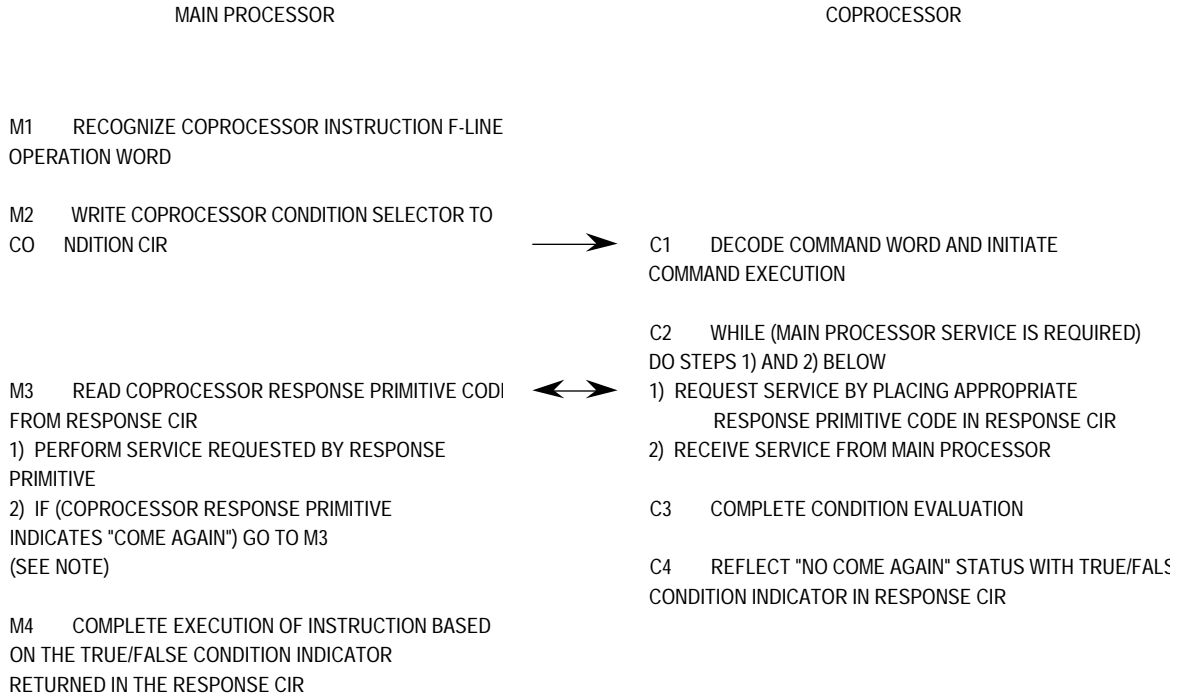 MAIN PROCESSOR
COPROCESSOR
M1 RECOGNIZE COPROCESSOR INSTRUCTION F-LINE
OPERATION WORD
M2 WRITE COPROCESSOR CONDITION SELECTOR TO
CO NDITION CIR
C1 DECODE COMMAND WORD AND INITIATE
COMMAND EXECUTION
C2 WHILE (MAIN PROCESSOR SERVICE IS REQUIRED)
DO STEPS 1) AND 2) BELOW
M3 READ COPROCESSOR RESPONSE PRIMITIVE COD
FROM RESPONSE CIR
1) PERFORM SERVICE REQUESTED BY RESPONSE
PRIMITIVE
2) IF (COPROCESSOR RESPONSE PRIMITIVE
INDICATES "COME AGAIN") GO TO M3
(SEE NOTE)
1) REQUEST SERVICE BY PLACING APPROPRIATE
RESPONSE PRIMITIVE CODE IN RESPONSE CIR
2) RECEIVE SERVICE FROM MAIN PROCESSOR
C3 COMPLETE CONDITION EVALUATION
C4 REFLECT "NO COME AGAIN" STATUS WITH TRUE/FALS
CONDITION INDICATOR IN RESPONSE CIR
M4 COMPLETE EXECUTION OF INSTRUCTION BASED
ON THE TRUE/FALSE CONDITION INDICATOR
RETURNED IN THE RESPONSE CIR